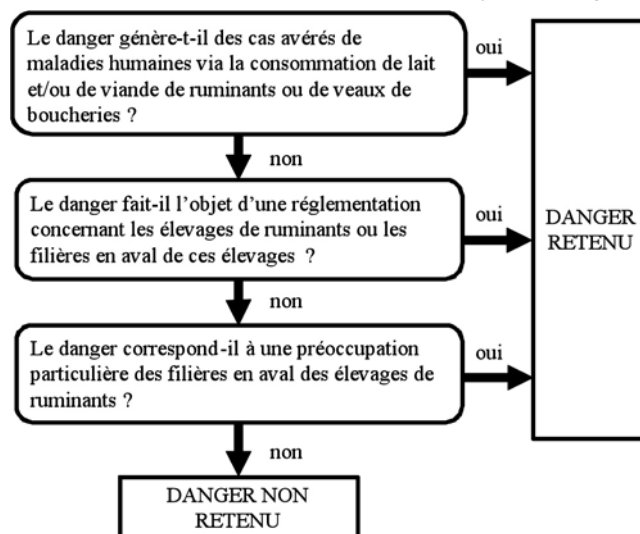 Le danger génère-t-il des cas avérés de
maladies humaines via la consommation de lait
et/ou de viande de ruminants ou de veaux de
boucheries ?
oui
non
Le danger fait-il l'objet d'une réglementation
concernant les élevages de ruminants ou les
filières en aval de ces élevages ?
oui
DANGER
RETENU
non
Le danger correspond-il à une préoccupation
particulière des filières en aval des élevages de
ruminants ?
oui
non
DANGER NON
RETENU